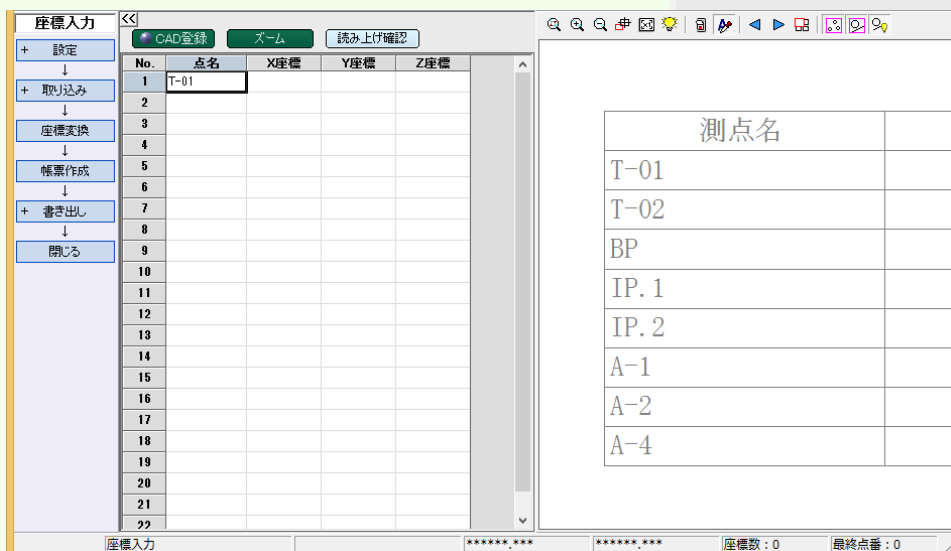 座標入力
+ 設定
↓
+ 取り込み
↓
座標変換
↓
帳票作成
↓
+ 書き出し
↓
閉じる
<<
CAD登録 ズーム 読み上げ確認
No. 点名 X座標 Y座標 Z座標
1 T-01
2
3
4
5
6
7
8
9
10
11
12
13
14
15
16
17
18
19
20
21
22
測点名
T-01
T-02
BP
IP.1
IP.2
A-1
A-2
A-4
座標入力 ******.*** ******.*** 座標数:0 最終点番:0